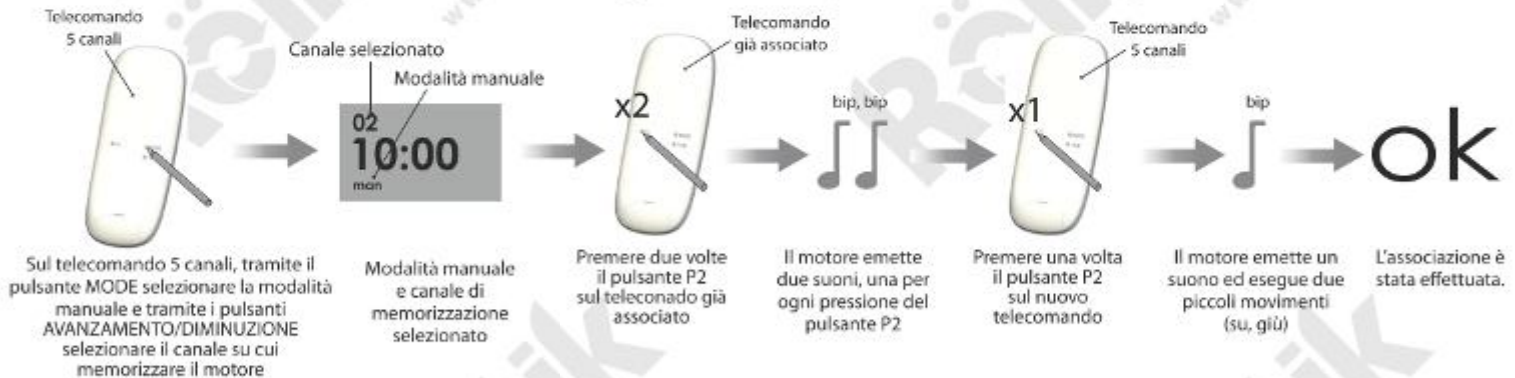 Telecomando
5 canali
Canale selezionato
Modalità manuale
02
10:00
man
Telecomando
già associato
x2
bip, bip
Telecomando
5 canali
x1
bip
ok
Sul telecomando 5 canali, tramite il
pulsante MODE selezionare la modalità
manuale e tramite i pulsanti
AVANZAMENTO/DIMINUZIONE
selezionare il canale su cui
memorizzare il motore
Modalità manuale
e canale di
memorizzazione
selezionato
Premere due volte
il pulsante P2
sul teleconado già
associato
Il motore emette
due suoni, una per
ogni pressione del
pulsante P2
Premere una volta
il pulsante P2
sul nuovo
telecomando
Il motore emette un
suono ed esegue due
piccoli movimenti
(su, giù)
L'associazione è
stata effettuata.